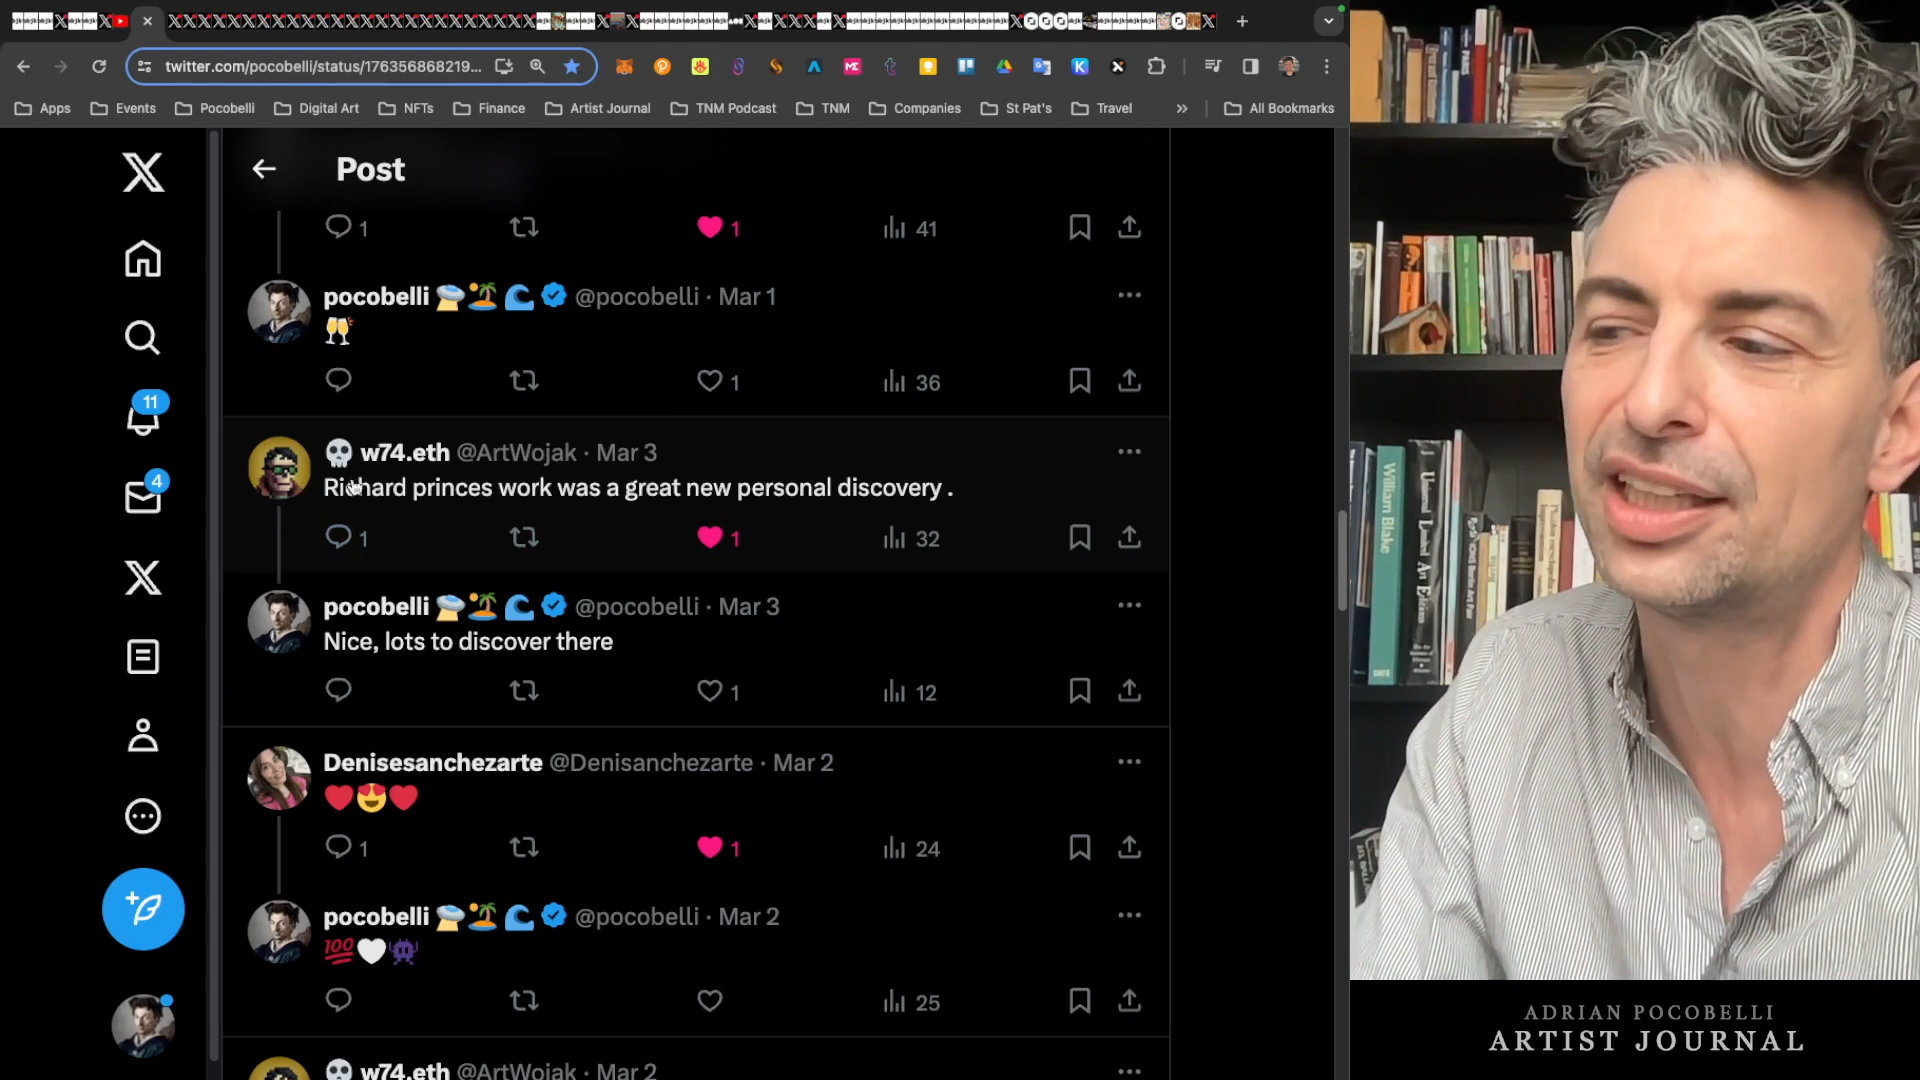 twitter.com/pocobelli/status/176356868219...
Apps
Events
Pocobelli
Digital Art
NFTs
Finance
Artist Journal
TNM Podcast
TNM
Companies
St Pat's
Travel
»
All Bookmarks
Post
1
1
41
pocobelli @pocobelli · Mar 1
1
36
w74.eth @ArtWojak · Mar 3
Richard princes work was a great new personal discovery .
1
1
32
pocobelli @pocobelli · Mar 3
Nice, lots to discover there
1
12
Denisesanchezarte @Denisanchezarte · Mar 2
1
1
24
pocobelli @pocobelli · Mar 2
100
25
w74.eth @ArtWojak · Mar 2
11
4
William Blake
ADRIAN POCOBELLI
ARTIST JOURNAL